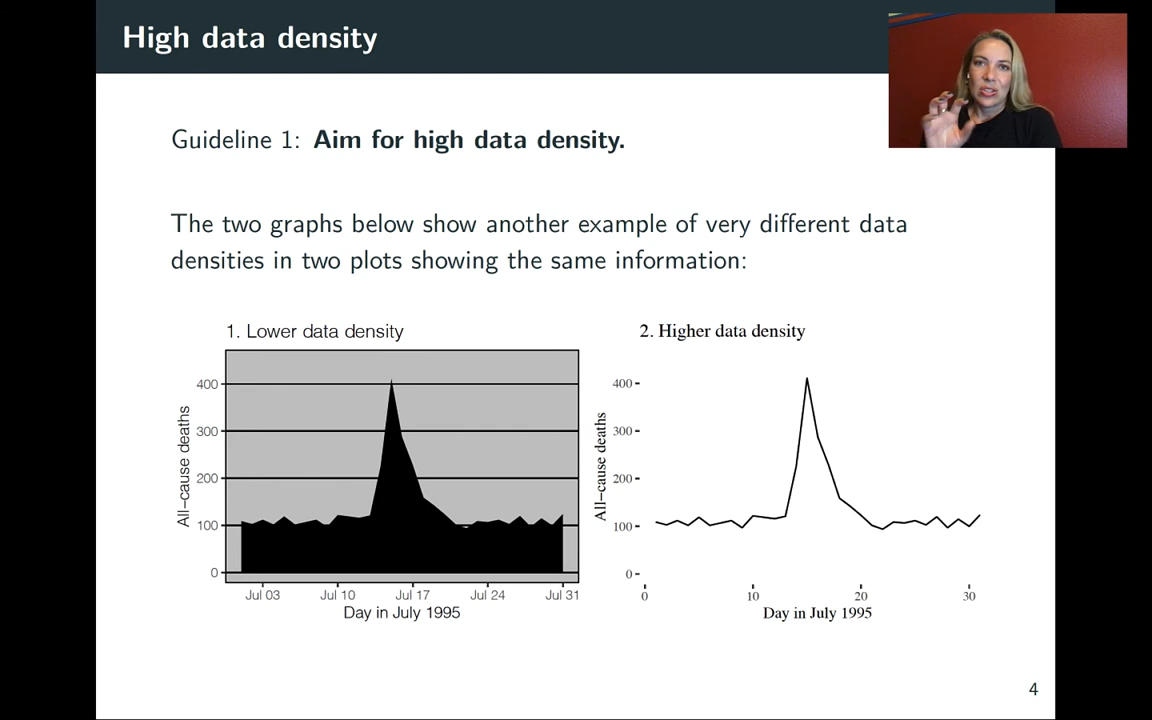 High data density
Guideline 1: Aim for high data density.
The two graphs below show another example of very different data
densities in two plots showing the same information:
1. Lower data density
400
300
200
100
0
All−cause deaths
Jul 03 Jul 10 Jul 17 Jul 24 Jul 31
Day in July 1995
2. Higher data density
400
300
200
100
0
All−cause deaths
0 10 20 30
Day in July 1995
4